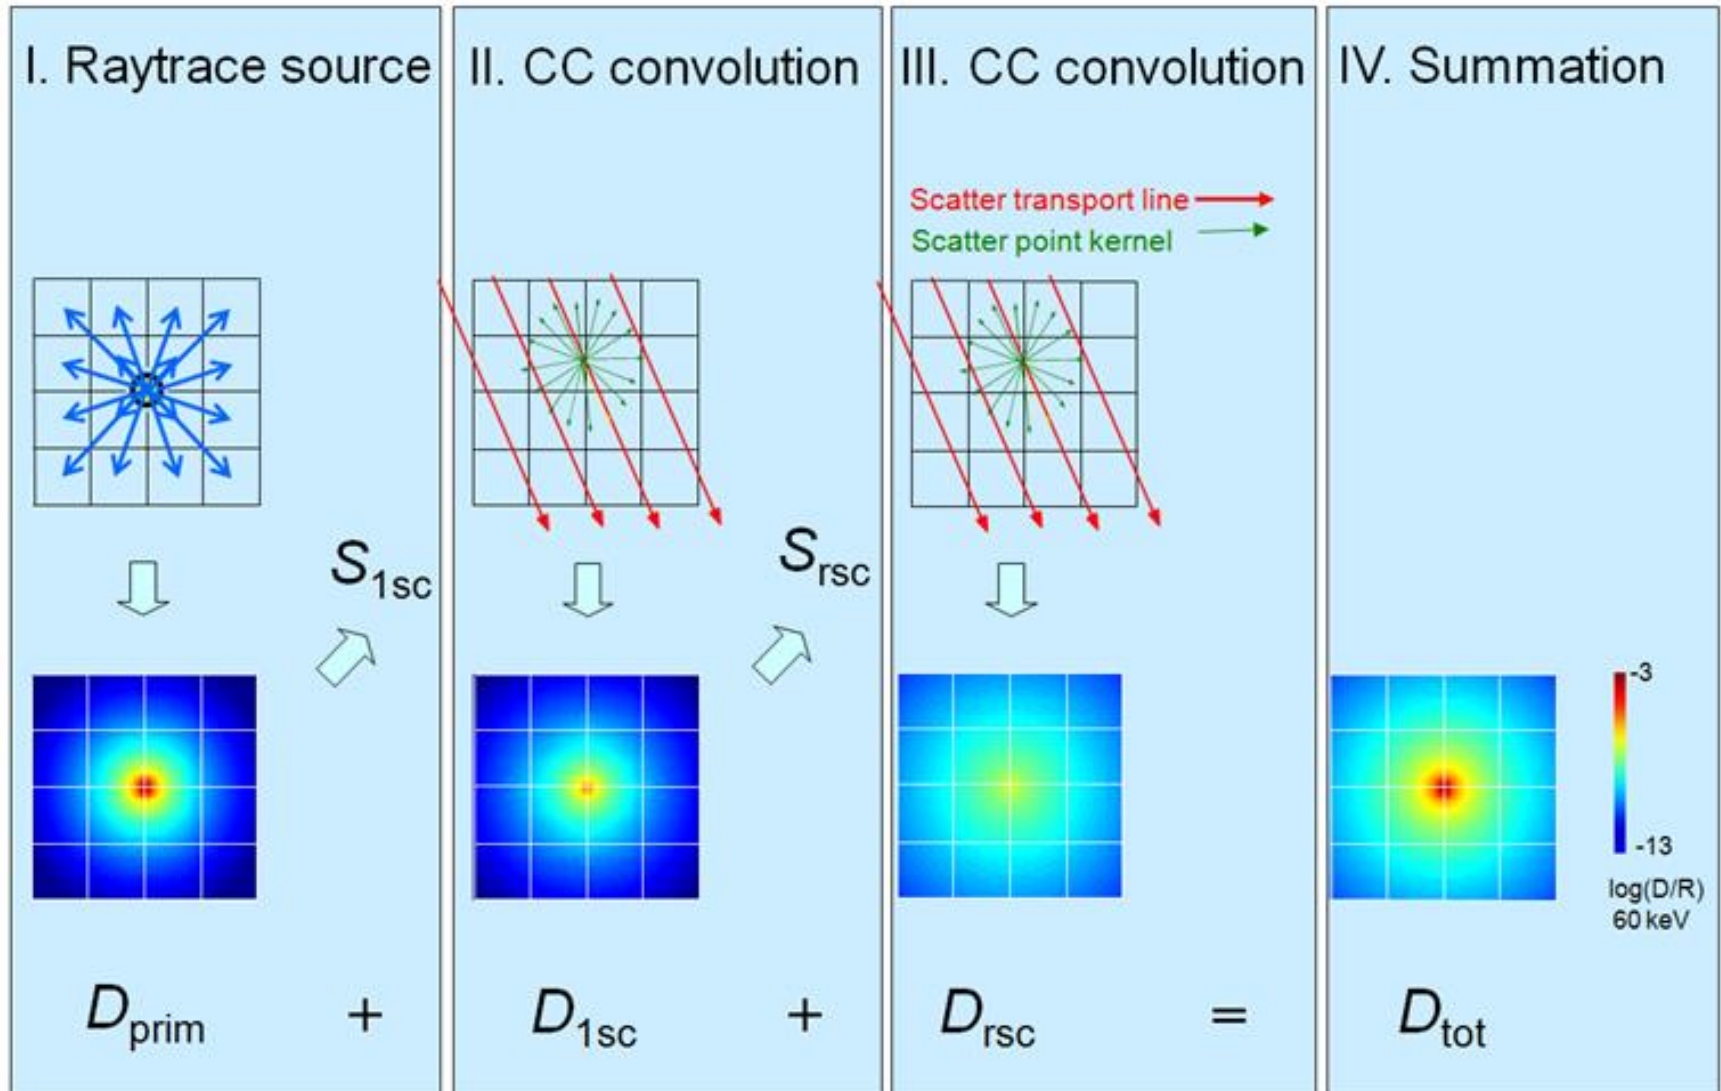 I. Raytrace source
II. CC convolution
III. CC convolution
IV. Summation
Scatter transport line
Scatter point kernel
S1sc
Srsc
-3
-13
log(D/R)
60 keV
Dprim + D1sc + Drsc = Dtot